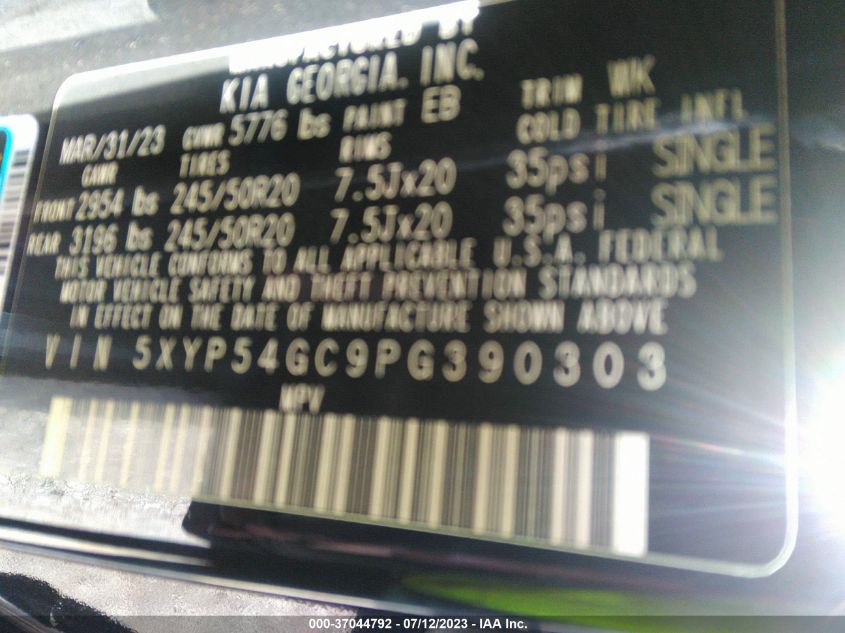 MANUFACTURED BY
KIA GEORGIA, INC.
MAR/31/23 GVWR 5776 lbs PAINT EB TRIM WK
GAWR TIRES RIMS COLD TIRE INFL
FRONT 2954 lbs 245/50R20 7.5Jx20 35psi SINGLE
REAR 3196 lbs 245/50R20 7.5Jx20 35psi SINGLE
THIS VEHICLE CONFORMS TO ALL APPLICABLE U.S.A. FEDERAL
MOTOR VEHICLE SAFETY AND THEFT PREVENTION STANDARDS
IN EFFECT ON THE DATE OF MANUFACTURE SHOWN ABOVE
VIN 5XYP54GC9PG390303
MPV
000-37044792 - 07/12/2023 - IAA Inc.